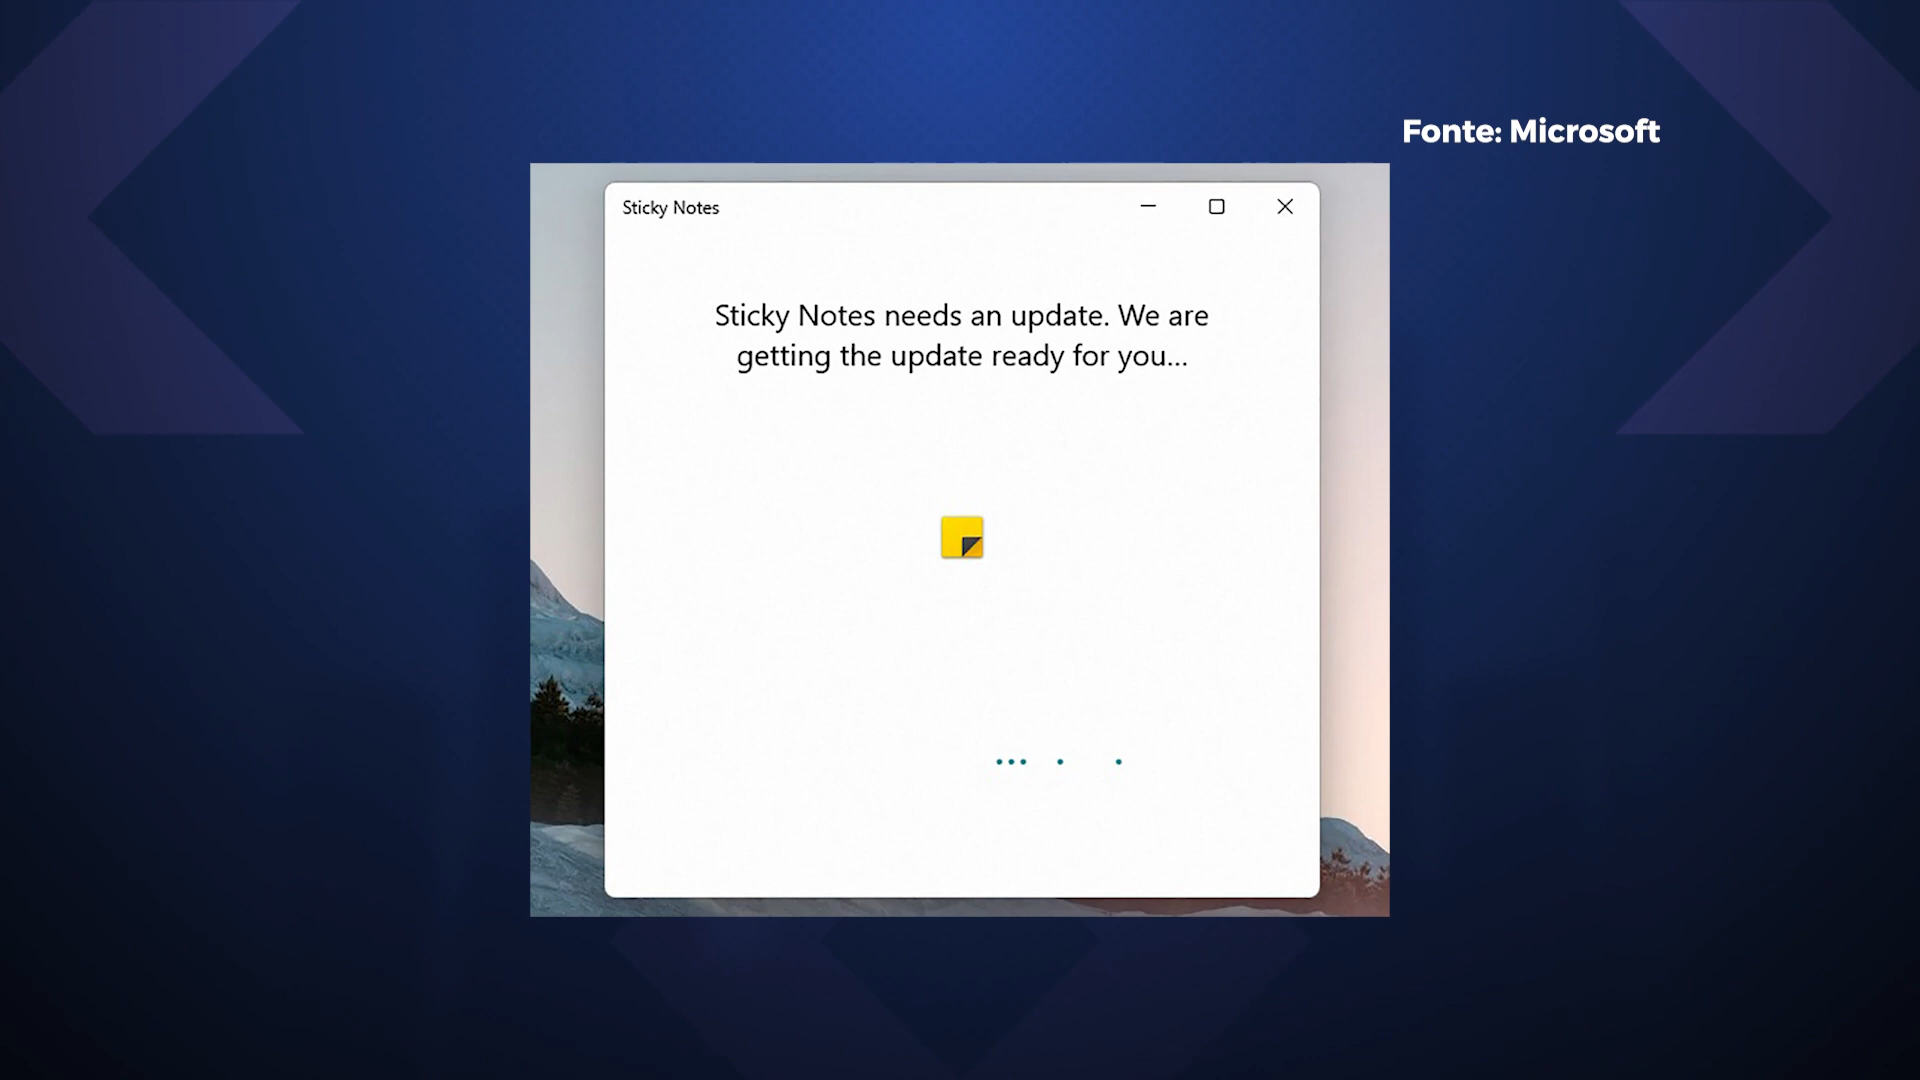 Fonte: Microsoft
Sticky Notes
Sticky Notes needs an update. We are
getting the update ready for you...